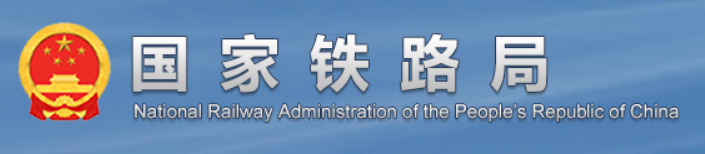 国家铁路局
National Railway Administration of the People's Republic of China